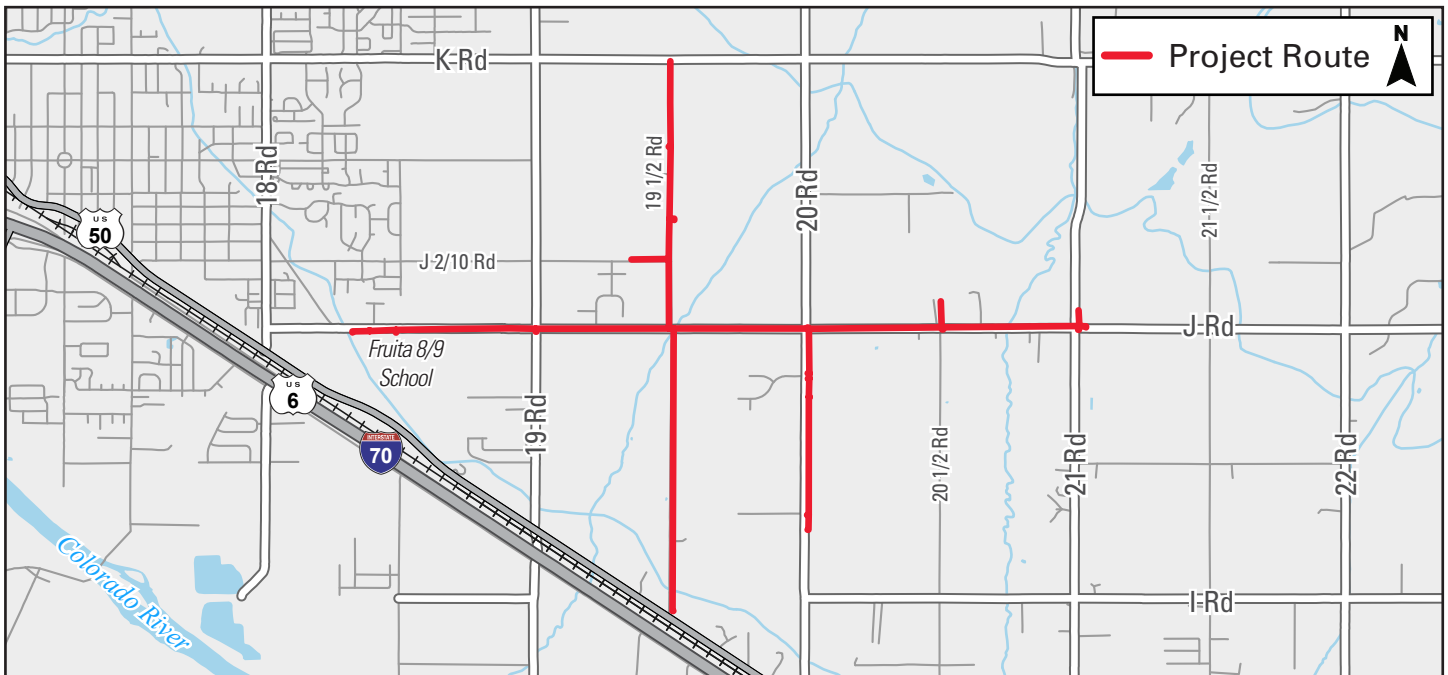 N
Project Route
K Rd
18 Rd
19 1/2 Rd
20 Rd
21 1/2 Rd
US
50
J 2/10 Rd
J Rd
Fruita 8/9
School
US
6
INTERSTATE
70
19 Rd
20 1/2 Rd
21 Rd
22 Rd
Colorado River
I Rd